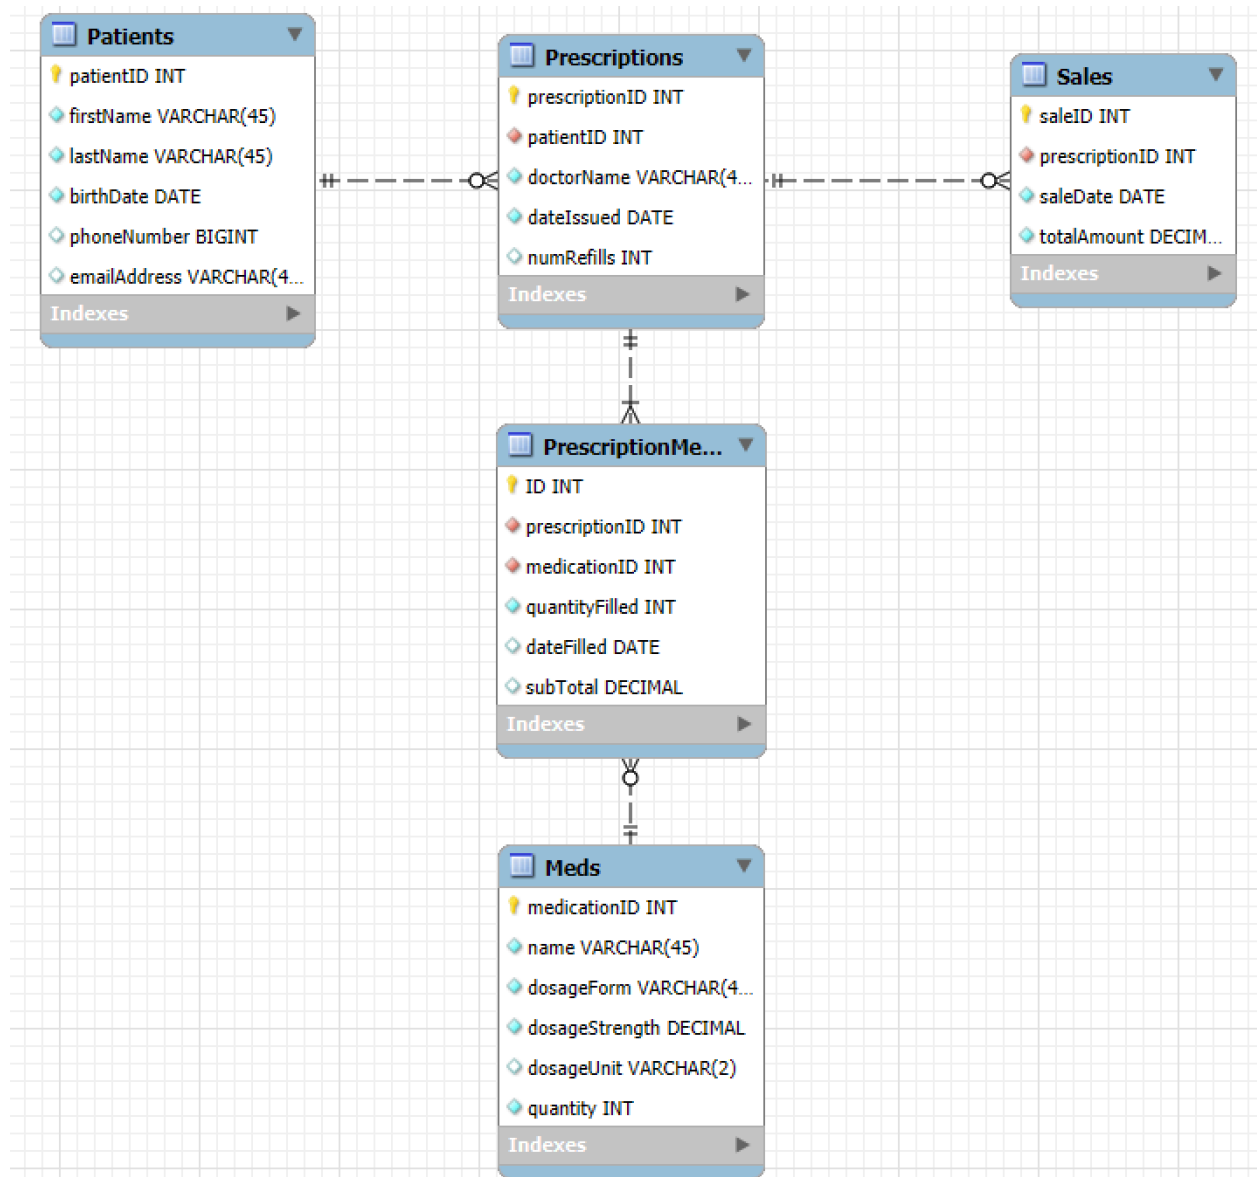 Patients
patientID INT
firstName VARCHAR(45)
lastName VARCHAR(45)
birthDate DATE
phoneNumber BIGINT
emailAddress VARCHAR(4...
Indexes
Prescriptions
prescriptionID INT
patientID INT
doctorName VARCHAR(4...
dateIssued DATE
numRefills INT
Indexes
Sales
saleID INT
prescriptionID INT
saleDate DATE
totalAmount DECIM...
Indexes
PrescriptionMe...
ID INT
prescriptionID INT
medicationID INT
quantityFilled INT
dateFilled DATE
subTotal DECIMAL
Indexes
Meds
medicationID INT
name VARCHAR(45)
dosageForm VARCHAR(4...
dosageStrength DECIMAL
dosageUnit VARCHAR(2)
quantity INT
Indexes